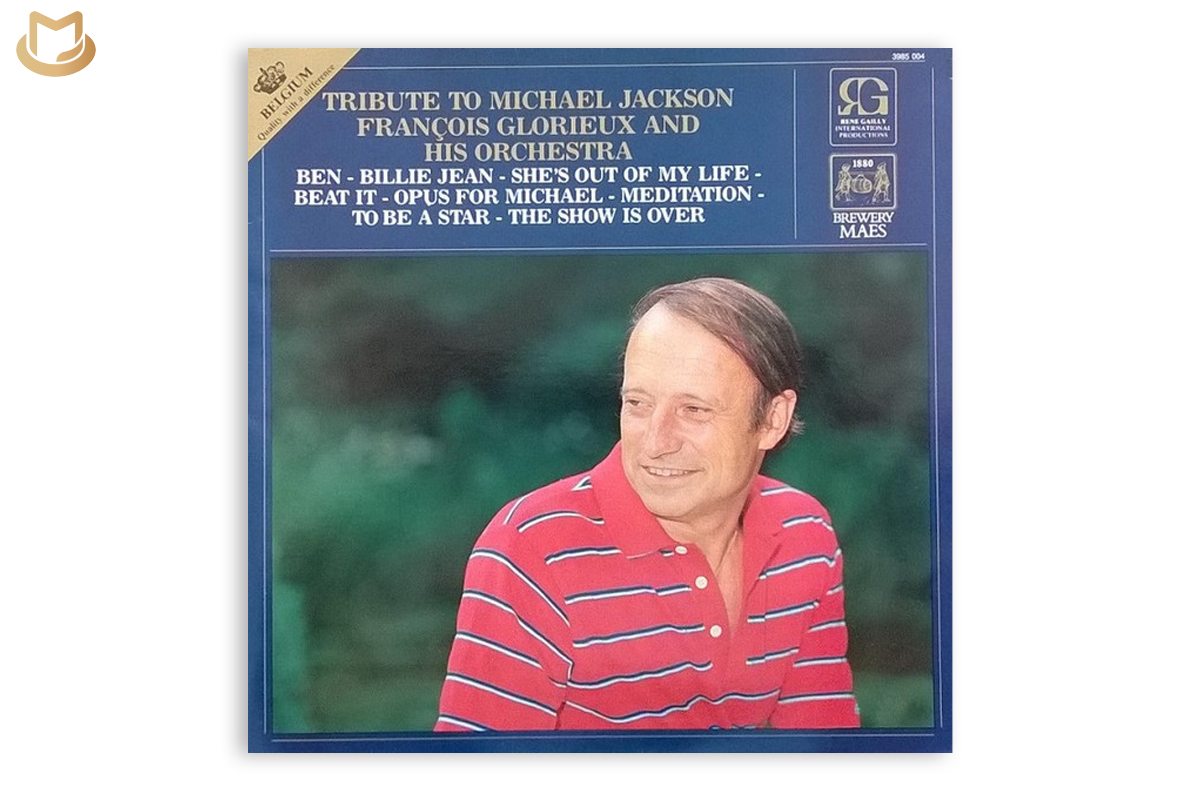 3985 004
BELGIUM
Quality with a difference
TRIBUTE TO MICHAEL JACKSON
FRANÇOIS GLORIEUX AND
HIS ORCHESTRA
BEN - BILLIE JEAN - SHE'S OUT OF MY LIFE -
BEAT IT - OPUS FOR MICHAEL - MEDITATION -
TO BE A STAR - THE SHOW IS OVER
RG
RENE GAILLY
INTERNATIONAL
PRODUCTIONS
1880
BREWERY
MAES